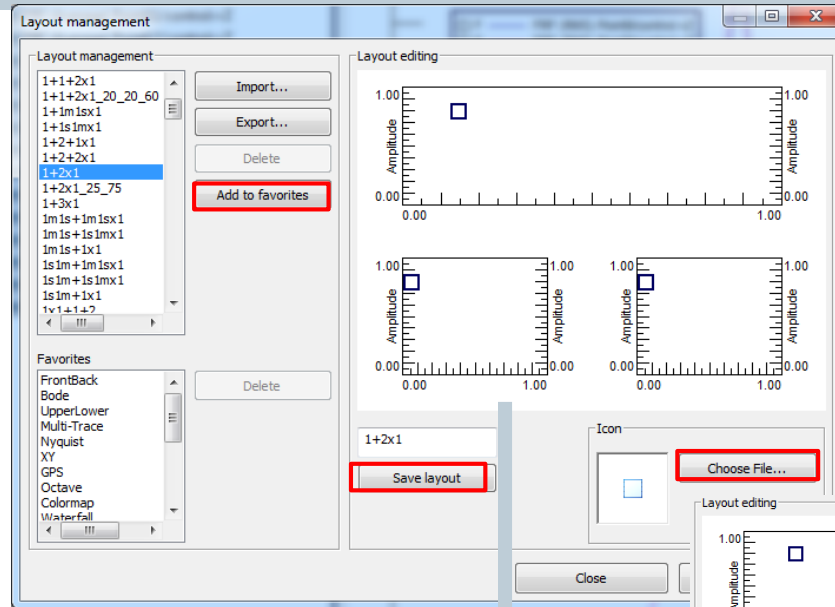 Layout management
Layout management
1+1+2x1
1+1+2x1_20_20_60
1+1m1sx1
1+1s1mx1
1+2+1x1
1+2+2x1
1+2x1
1+2x1_25_75
1+3x1
1m1s+1m1sx1
1m1s+1s1mx1
1m1s+1x1
1s1m+1m1sx1
1s1m+1s1mx1
1s1m+1x1
1x1+1+2
Import...
Export...
Delete
Add to favorites
Favorites
FrontBack
Bode
UpperLower
Multi-Trace
Nyquist
XY
GPS
Octave
Colormap
Waterfall
Delete
Layout editing
1.00 1.00
Amplitude Amplitude
0.00 0.00
0.00 1.00
1.00 1.00 1.00 1.00
Amplitude Amplitude Amplitude Amplitude
0.00 0.00 0.00 0.00
0.00 1.00 0.00 1.00
1+2x1
Save layout
Icon
Choose File...
Close
Layout editing
1.00